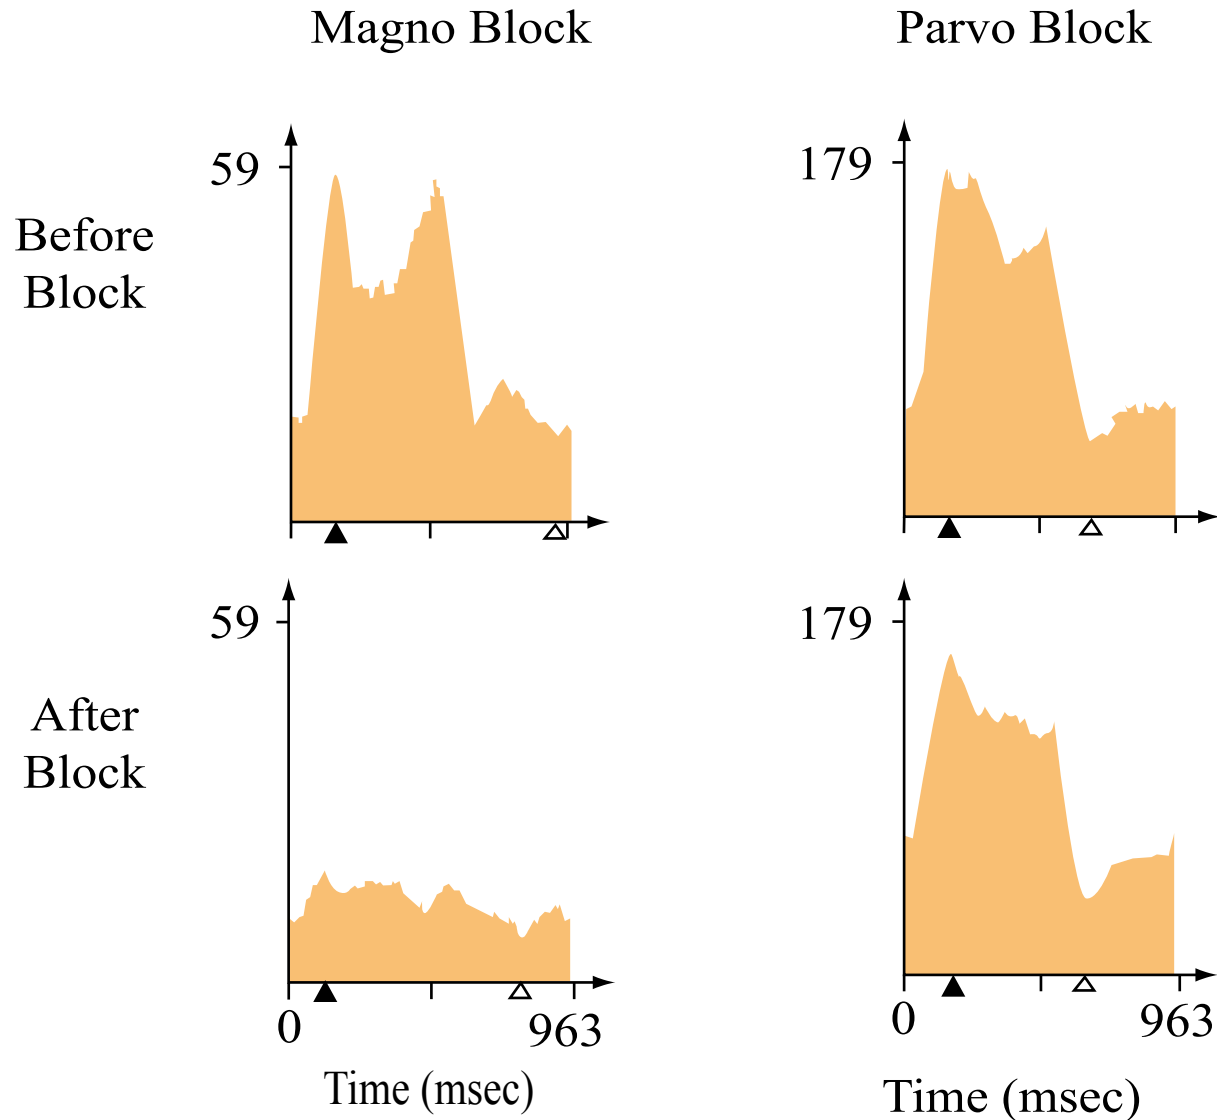 Magno Block
Parvo Block
Before
Block
59
179
After
Block
59
179
0
963
0
963
Time (msec)
Time (msec)